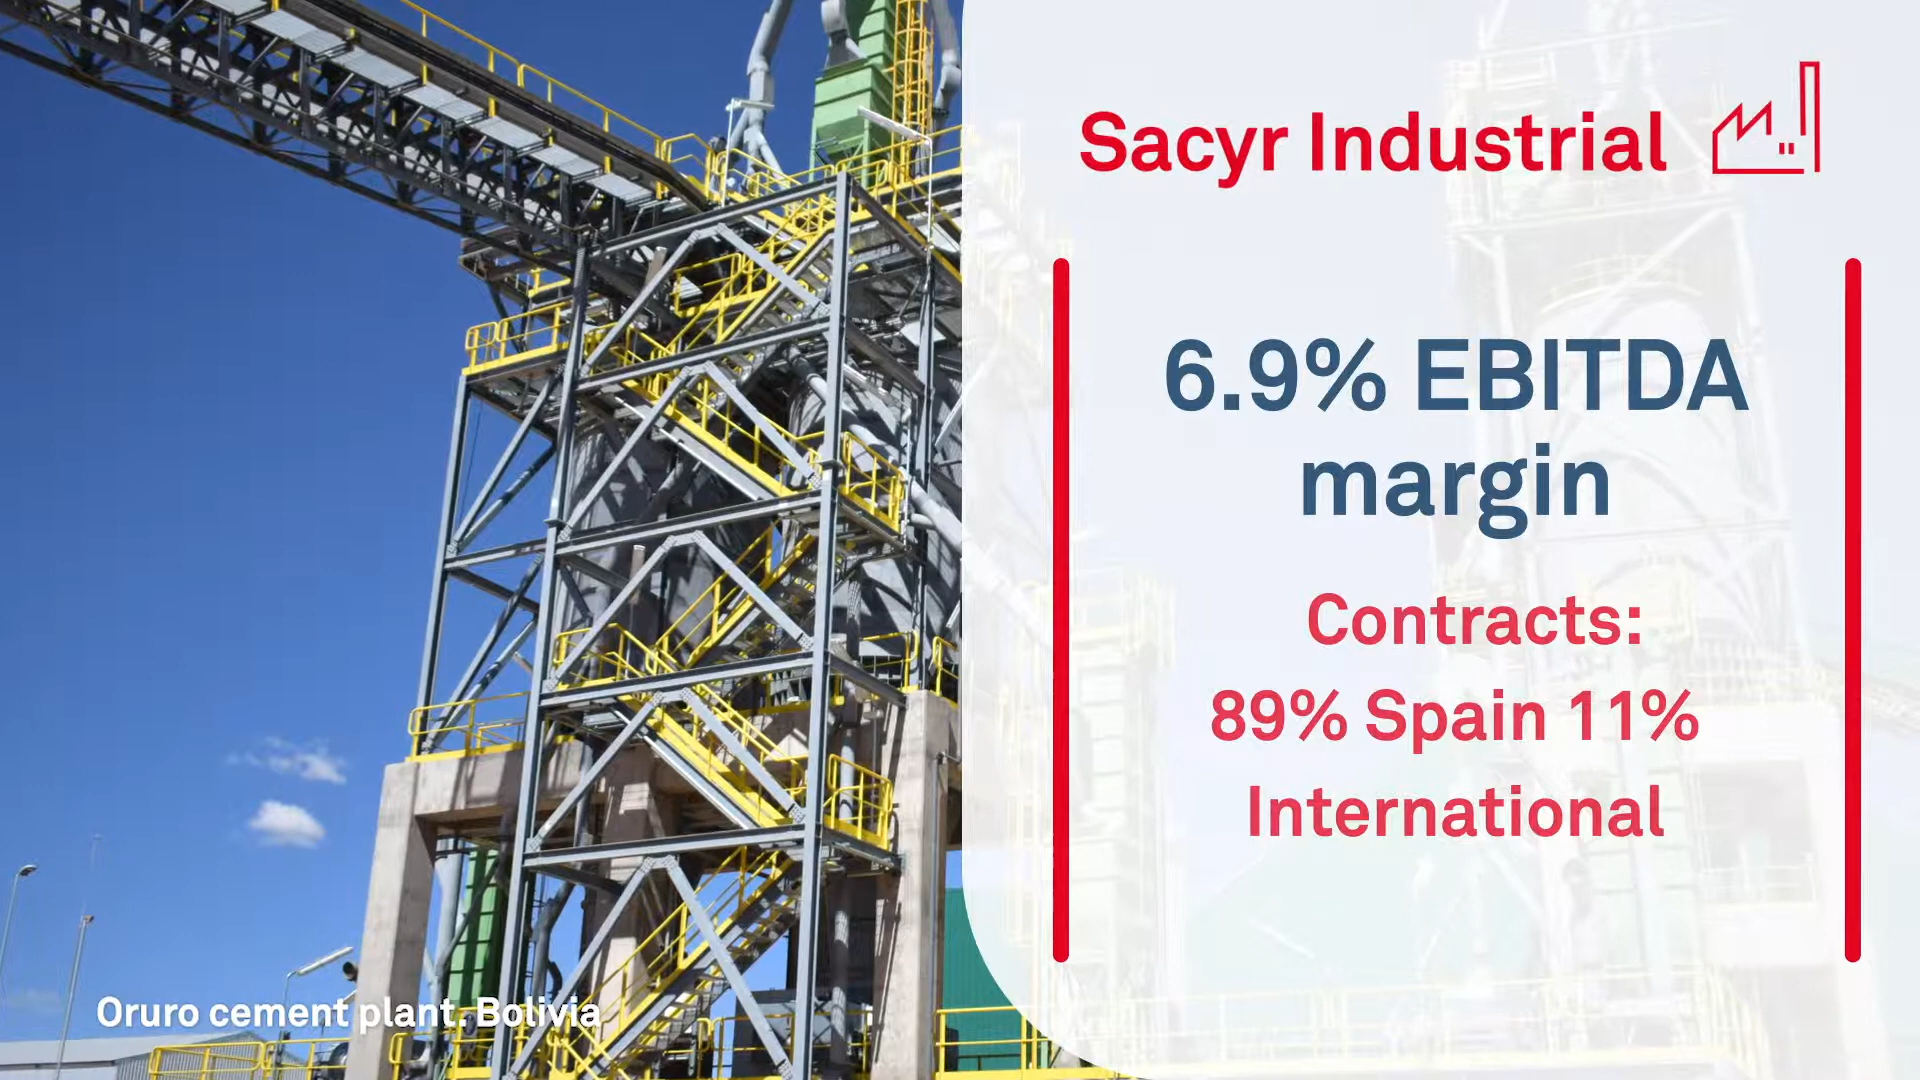 Sacyr Industrial
6.9% EBITDA
margin
Contracts:
89% Spain 11%
International
Oruro cement plant. Bolivia